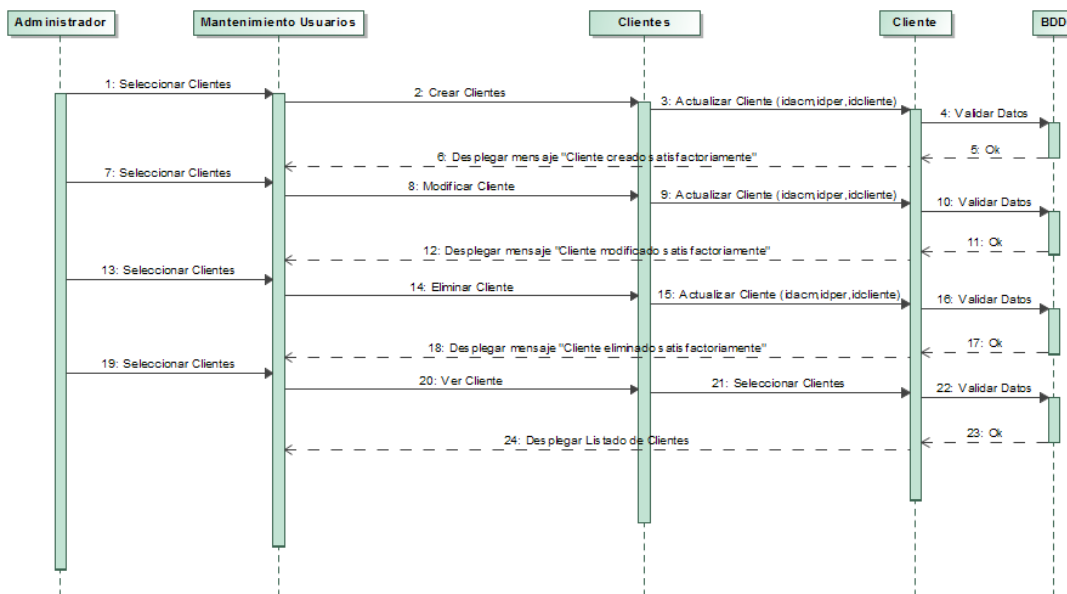 Administrador
Mantenimiento Usuarios
Clientes
Cliente
BDD
1: Seleccionar Clientes
2: Crear Clientes
3: Actualizar Cliente (idacm,idper,idcliente)
4: Validar Datos
5: Ok
6: Desplegar mensaje "Cliente creado satisfactoriamente"
7: Seleccionar Clientes
8: Modificar Cliente
9: Actualizar Cliente (idacm,idper,idcliente)
10: Validar Datos
11: Ok
12: Desplegar mensaje "Cliente modificado satisfactoriamente"
13: Seleccionar Clientes
14: Eliminar Cliente
15: Actualizar Cliente (idacm,idper,idcliente)
16: Validar Datos
17: Ok
18: Desplegar mensaje "Cliente eliminado satisfactoriamente"
19: Seleccionar Clientes
20: Ver Cliente
21: Seleccionar Clientes
22: Validar Datos
23: Ok
24: Desplegar Listado de Clientes